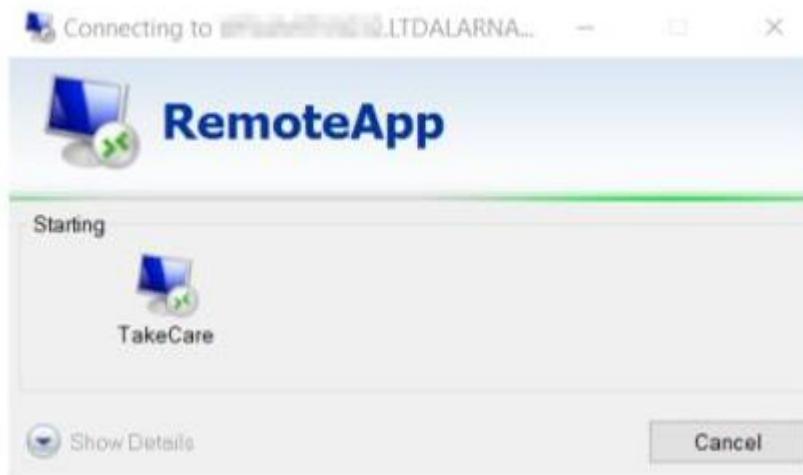 Connecting to .LTDALARNA...
RemoteApp
Starting
TakeCare
Show Details
Cancel